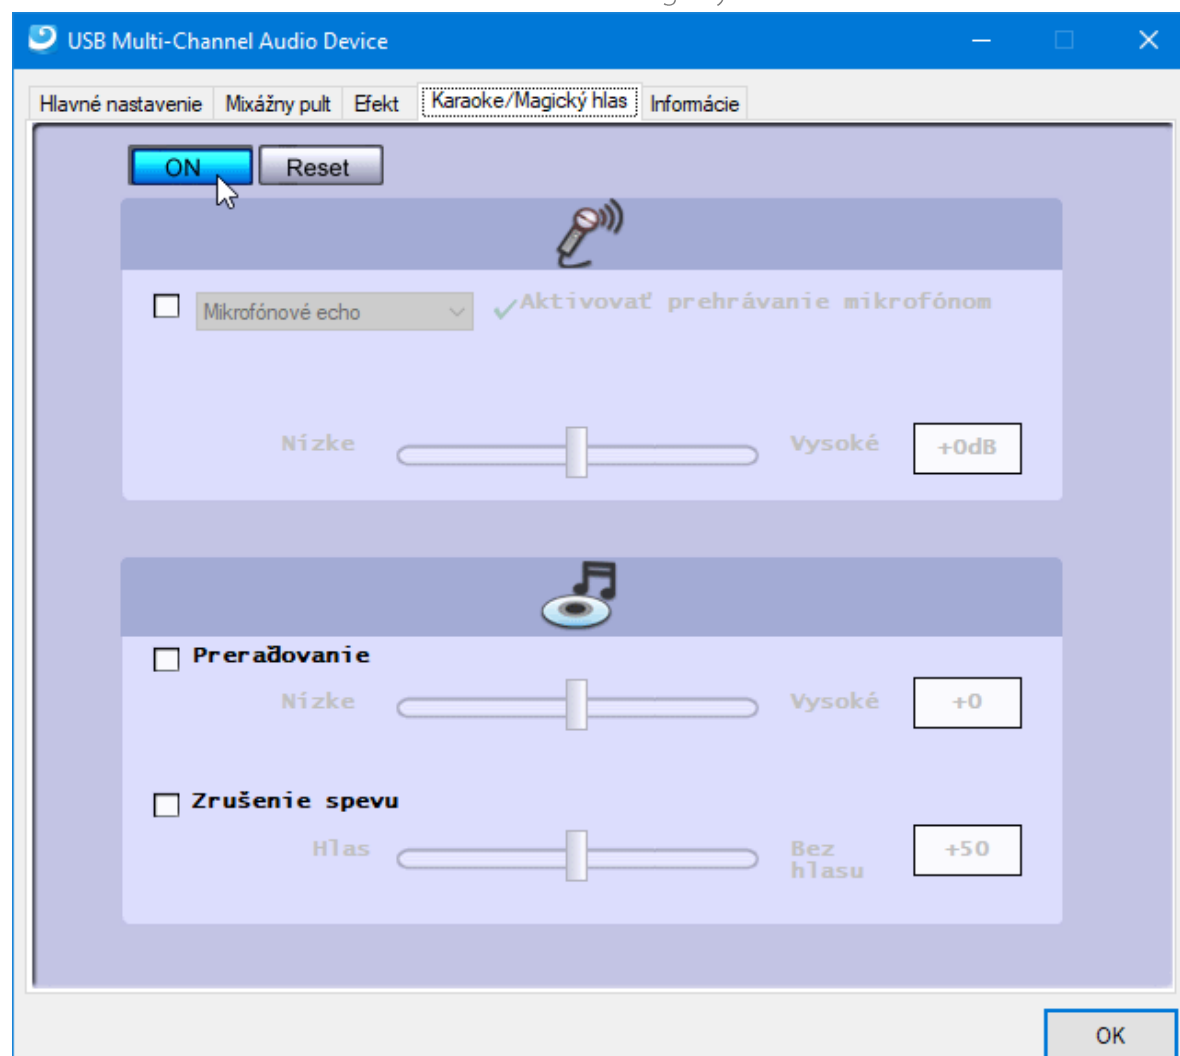 USB Multi-Channel Audio Device
Hlavné nastavenie Mixážny pult Efekt Karaoke/Magický hlas Informácie
ON Reset
Mikrofónové echo Aktivovať prehrávanie mikrofónom
Nízke Vysoké +0dB
Preraďovanie
Nízke Vysoké +0
Zrušenie spevu
Hlas Bez hlasu +50
OK